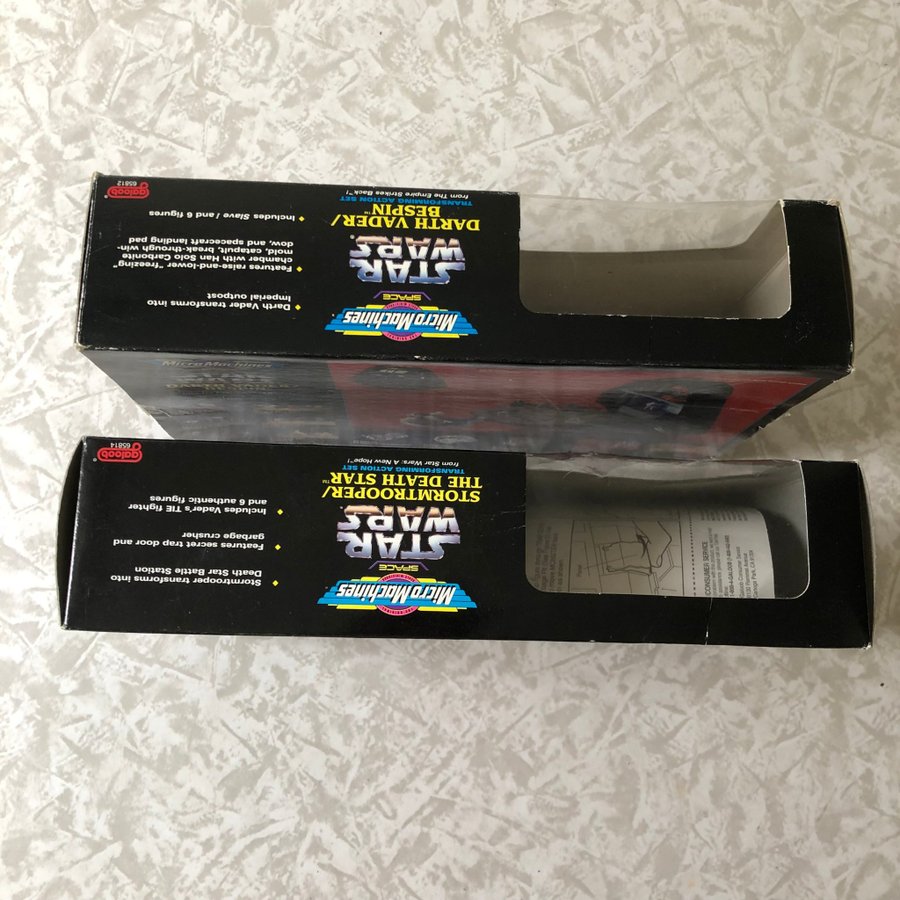 Micro Machines
SPACE
STAR
WARS
DARTH VADER/
BESPIN™
TRANSFORMING ACTION SET
from The Empire Strikes Back™!
Darth Vader transforms into
Imperial outpost
Features raise-and-lower "freezing"
chamber with Han Solo Carbonite
mold, catapult, break-through win-
dow, and spacecraft landing pad
Includes Slave I and 6 figures
galoob
65812
Micro Machines
Micro Machines
SPACE
STAR
WARS
STORMTROOPER/
THE DEATH STAR™
TRANSFORMING ACTION SET
from Star Wars: A New Hope™!
Stormtrooper transforms into
Death Star Battle Station
Features secret trap door and
garbage crusher
Includes Vader's TIE fighter
and 6 authentic figures
galoob
65814
CONSUMER SERVICE